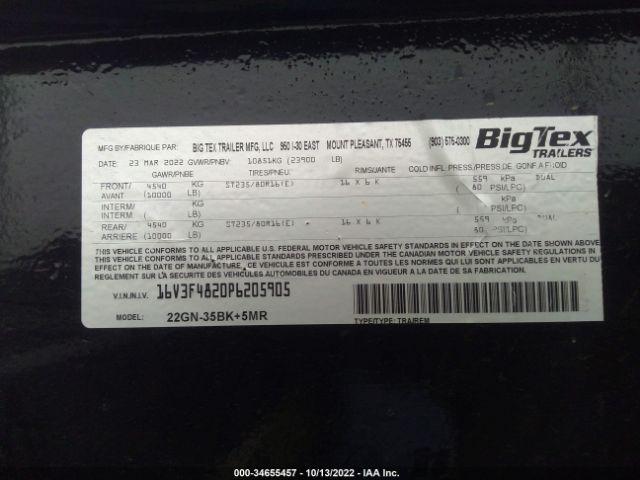 MFG BY/FABRIQUE PAR: BIG TEX TRAILER MFG, LLC 950 I-30 EAST MOUNT PLEASANT, TX 75455 (903) 575-0300 BigTex TRAILERS
DATE: 23 MAR 2022 GVWR/PNBV: 10851KG (23900 LB)
GAWR/PNBE TIRES/PNEU: RIMS/JANTE COLD INFL. PRESS/PRESS DE GONF A FROID
FRONT/ 4540 KG ST235/80R16(E) 16 X 6 K 559 kPa DUAL
AVANT (10000 LB) ( 80 PSI/LPC)
INTERM/ KG kPa
INTERM ( LB) ( PSI/LPC)
REAR/ 4540 KG ST235/80R16(E) 16 X 6 K 559 kPa DUAL
ARRIERE (10000 LB) 80 PSI/LPC)
THIS VEHICLE CONFORMS TO ALL APPLICABLE U.S. FEDERAL MOTOR VEHICLE SAFETY STANDARDS IN EFFECT ON THE DATE SHOWN ABOVE.
THIS VEHICLE CONFORMS TO ALL APPLICABLE STANDARDS PRESCRIBED UNDER THE CANADIAN MOTOR VEHICLE SAFETY REGULATIONS IN
EFFECT ON THE DATE OF MANUFACTURE. CE VEHICULE EST CONFORME A TOUTES LES NORMES QUI LUI SONT APPLICABLES EN VERTU DU
REGLEMENT SUR LA SECURITE DES VEHICULES AUTOMOBILES DU CANADA EN VIGUEUR A LA DATE DE SA FABRICATION.
V.I.N./N.I.V. 16V3F4820P6205905
MODEL: 22GN-35BK+5MR TYPE/TYPE: TRA/REM
000-34655457 - 10/13/2022 - IAA Inc.